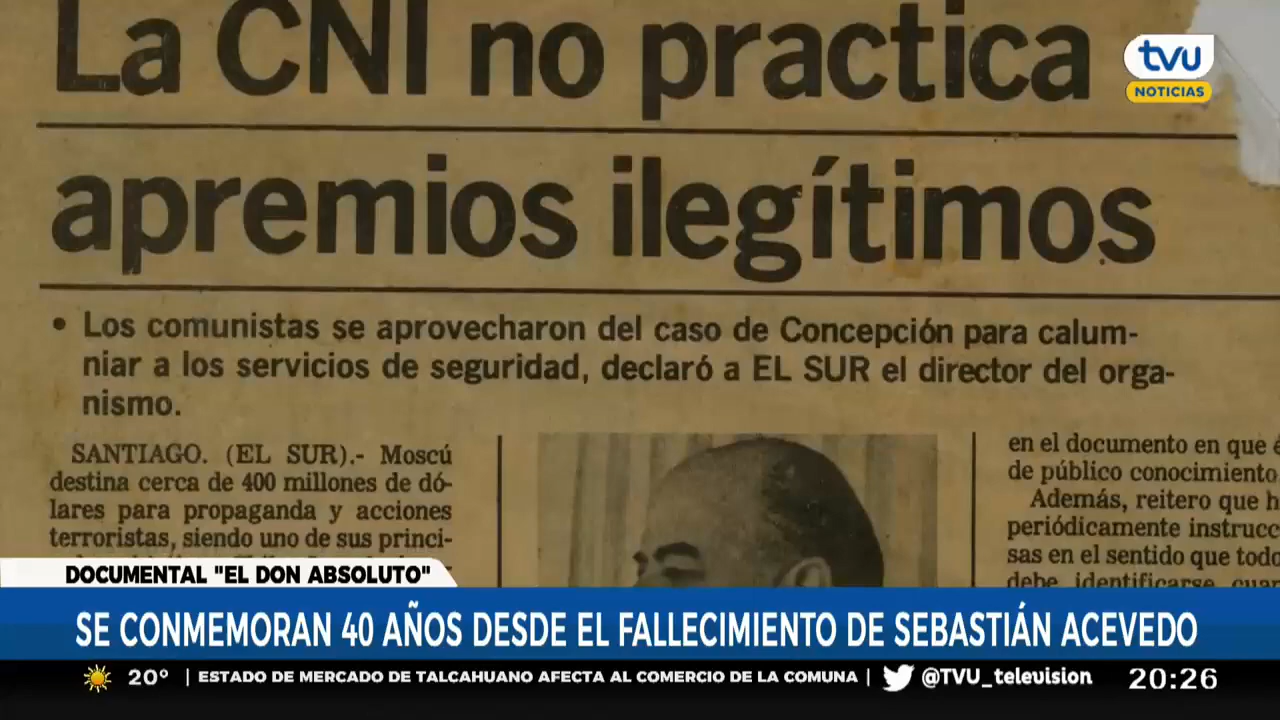 La CNI no practica
apremios ilegítimos
• Los comunistas se aprovecharon del caso de Concepción para calum-
niar a los servicios de seguridad, declaró a EL SUR el director del orga-
nismo.
SANTIAGO. (EL SUR).- Moscú
destina cerca de 400 millones de dó-
lares para propaganda y acciones
terroristas, siendo uno de sus princi-
en el documento en que
de público conocimiento
Además, reitero que
periódicamente
sas en el sentido que
debe identificarse
tvu
NOTICIAS
DOCUMENTAL "EL DON ABSOLUTO"
SE CONMEMORAN 40 AÑOS DESDE EL FALLECIMIENTO DE SEBASTIÁN ACEVEDO
20° | ESTADO DE MERCADO DE TALCAHUANO AFECTA AL COMERCIO DE LA COMUNA | @TVU_television 20:26